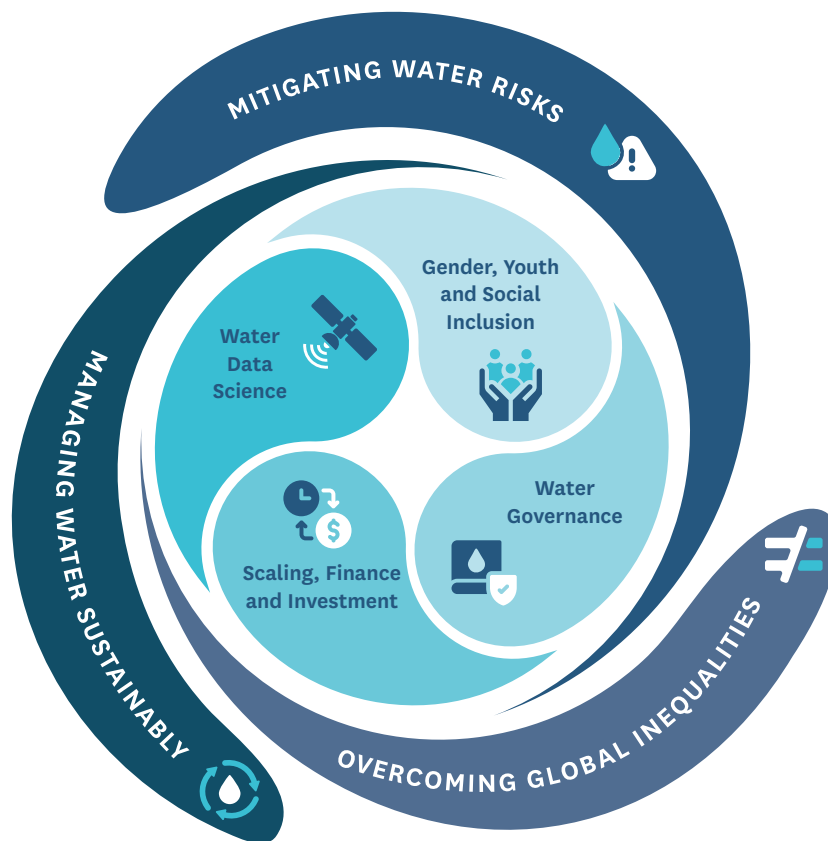 MITIGATING WATER RISKS
Gender, Youth
and Social
Inclusion
Water
Data
Science
Water
Governance
Scaling, Finance
and Investment
MANAGING WATER SUSTAINABLY
OVERCOMING GLOBAL INEQUALITIES